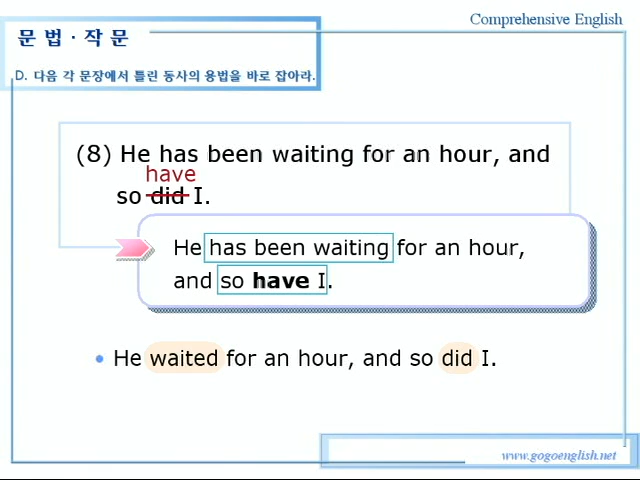 Comprehensive English
문 법 · 작 문
D. 다음 각 문장에서 틀린 동사의 용법을 바로 잡아라.
(8) He has been waiting for an hour, and
have
so did I.
He has been waiting for an hour,
and so have I.
• He waited for an hour, and so did I.
www.gogoenglish.net